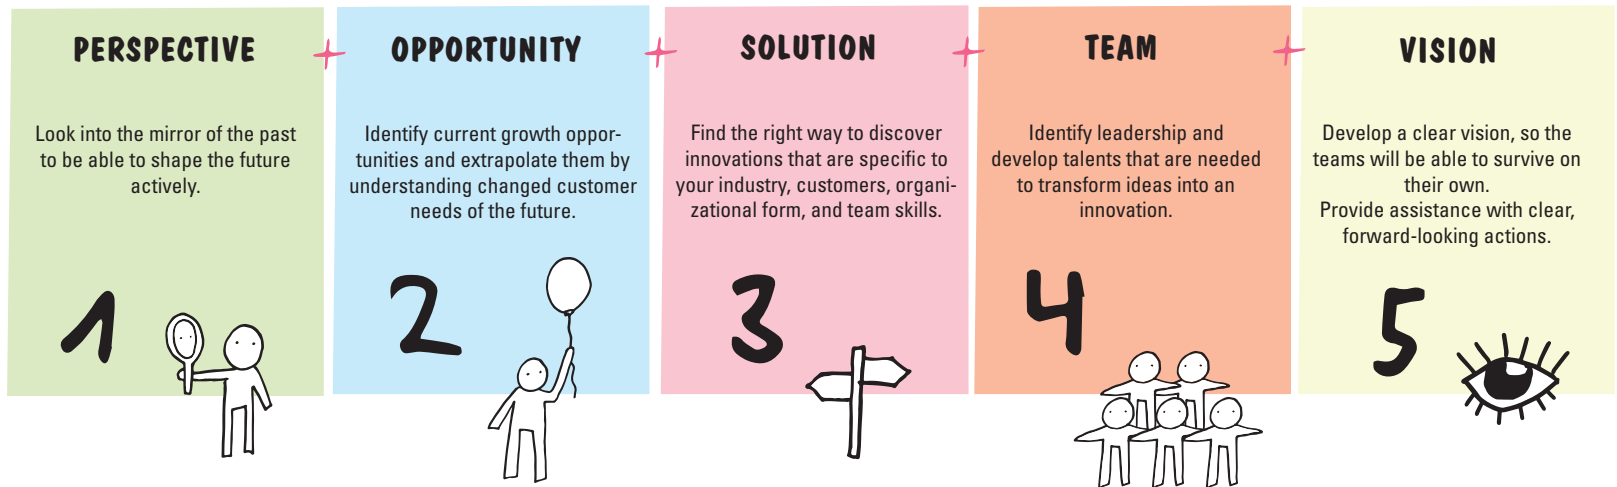 PERSPECTIVE
Look into the mirror of the past
to be able to shape the future
actively.
1
OPPORTUNITY
Identify current growth oppor-
tunities and extrapolate them by
understanding changed customer
needs of the future.
2
SOLUTION
Find the right way to discover
innovations that are specific to
your industry, customers, organi-
zational form, and team skills.
3
TEAM
Identify leadership and
develop talents that are needed
to transform ideas into an
innovation.
4
VISION
Develop a clear vision, so the
teams will be able to survive on
their own.
Provide assistance with clear,
forward-looking actions.
5